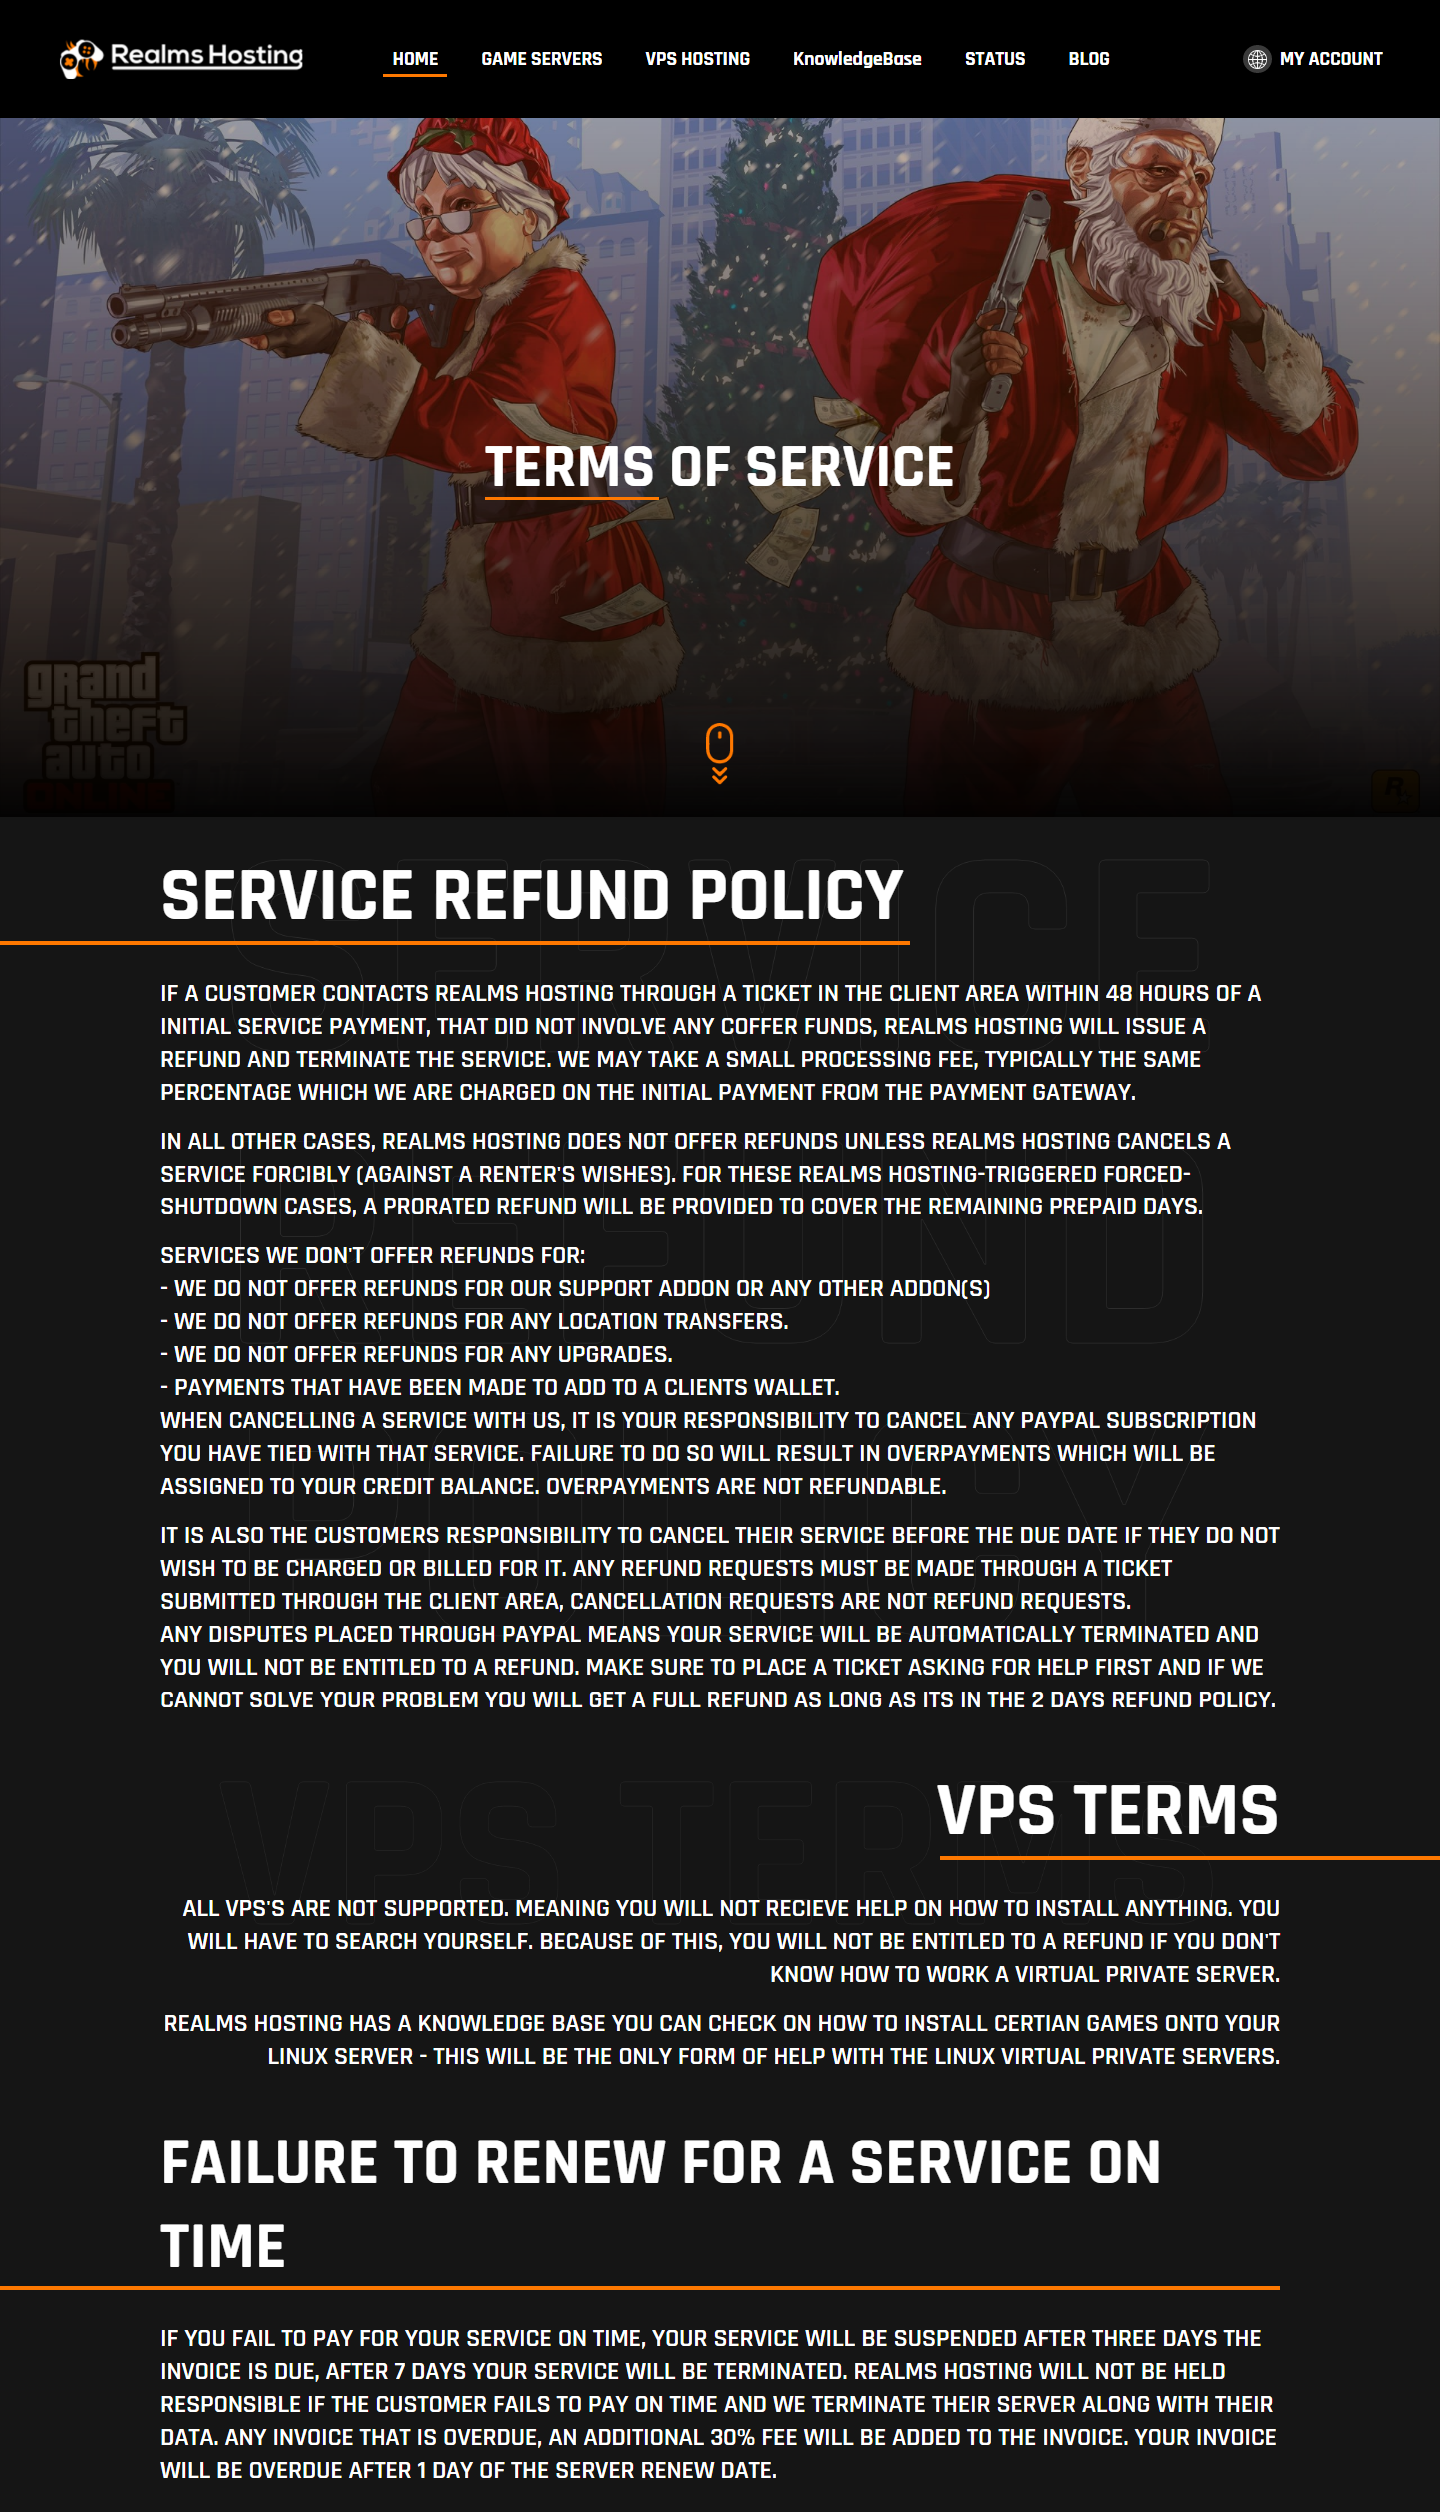 Realms Hosting
HOME GAME SERVERS VPS HOSTING KnowledgeBase STATUS BLOG MY ACCOUNT
TERMS OF SERVICE
grand
theft
auto
ONLINE
R
SERVICE REFUND POLICY
SERVICE
REFUND
POLICY
IF A CUSTOMER CONTACTS REALMS HOSTING THROUGH A TICKET IN THE CLIENT AREA WITHIN 48 HOURS OF A
INITIAL SERVICE PAYMENT, THAT DID NOT INVOLVE ANY COFFER FUNDS, REALMS HOSTING WILL ISSUE A
REFUND AND TERMINATE THE SERVICE. WE MAY TAKE A SMALL PROCESSING FEE, TYPICALLY THE SAME
PERCENTAGE WHICH WE ARE CHARGED ON THE INITIAL PAYMENT FROM THE PAYMENT GATEWAY.
IN ALL OTHER CASES, REALMS HOSTING DOES NOT OFFER REFUNDS UNLESS REALMS HOSTING CANCELS A
SERVICE FORCIBLY (AGAINST A RENTER'S WISHES). FOR THESE REALMS HOSTING-TRIGGERED FORCED-
SHUTDOWN CASES, A PRORATED REFUND WILL BE PROVIDED TO COVER THE REMAINING PREPAID DAYS.
SERVICES WE DON'T OFFER REFUNDS FOR:
- WE DO NOT OFFER REFUNDS FOR OUR SUPPORT ADDON OR ANY OTHER ADDON(S)
- WE DO NOT OFFER REFUNDS FOR ANY LOCATION TRANSFERS.
- WE DO NOT OFFER REFUNDS FOR ANY UPGRADES.
- PAYMENTS THAT HAVE BEEN MADE TO ADD TO A CLIENTS WALLET.
WHEN CANCELLING A SERVICE WITH US, IT IS YOUR RESPONSIBILITY TO CANCEL ANY PAYPAL SUBSCRIPTION
YOU HAVE TIED WITH THAT SERVICE. FAILURE TO DO SO WILL RESULT IN OVERPAYMENTS WHICH WILL BE
ASSIGNED TO YOUR CREDIT BALANCE. OVERPAYMENTS ARE NOT REFUNDABLE.
IT IS ALSO THE CUSTOMERS RESPONSIBILITY TO CANCEL THEIR SERVICE BEFORE THE DUE DATE IF THEY DO NOT
WISH TO BE CHARGED OR BILLED FOR IT. ANY REFUND REQUESTS MUST BE MADE THROUGH A TICKET
SUBMITTED THROUGH THE CLIENT AREA, CANCELLATION REQUESTS ARE NOT REFUND REQUESTS.
ANY DISPUTES PLACED THROUGH PAYPAL MEANS YOUR SERVICE WILL BE AUTOMATICALLY TERMINATED AND
YOU WILL NOT BE ENTITLED TO A REFUND. MAKE SURE TO PLACE A TICKET ASKING FOR HELP FIRST AND IF WE
CANNOT SOLVE YOUR PROBLEM YOU WILL GET A FULL REFUND AS LONG AS ITS IN THE 2 DAYS REFUND POLICY.
VPS TERMS
VPS TERMS
ALL VPS'S ARE NOT SUPPORTED. MEANING YOU WILL NOT RECIEVE HELP ON HOW TO INSTALL ANYTHING. YOU
WILL HAVE TO SEARCH YOURSELF. BECAUSE OF THIS, YOU WILL NOT BE ENTITLED TO A REFUND IF YOU DON'T
KNOW HOW TO WORK A VIRTUAL PRIVATE SERVER.
REALMS HOSTING HAS A KNOWLEDGE BASE YOU CAN CHECK ON HOW TO INSTALL CERTIAN GAMES ONTO YOUR
LINUX SERVER - THIS WILL BE THE ONLY FORM OF HELP WITH THE LINUX VIRTUAL PRIVATE SERVERS.
FAILURE TO RENEW FOR A SERVICE ON
TIME
IF YOU FAIL TO PAY FOR YOUR SERVICE ON TIME, YOUR SERVICE WILL BE SUSPENDED AFTER THREE DAYS THE
INVOICE IS DUE, AFTER 7 DAYS YOUR SERVICE WILL BE TERMINATED. REALMS HOSTING WILL NOT BE HELD
RESPONSIBLE IF THE CUSTOMER FAILS TO PAY ON TIME AND WE TERMINATE THEIR SERVER ALONG WITH THEIR
DATA. ANY INVOICE THAT IS OVERDUE, AN ADDITIONAL 30% FEE WILL BE ADDED TO THE INVOICE. YOUR INVOICE
WILL BE OVERDUE AFTER 1 DAY OF THE SERVER RENEW DATE.